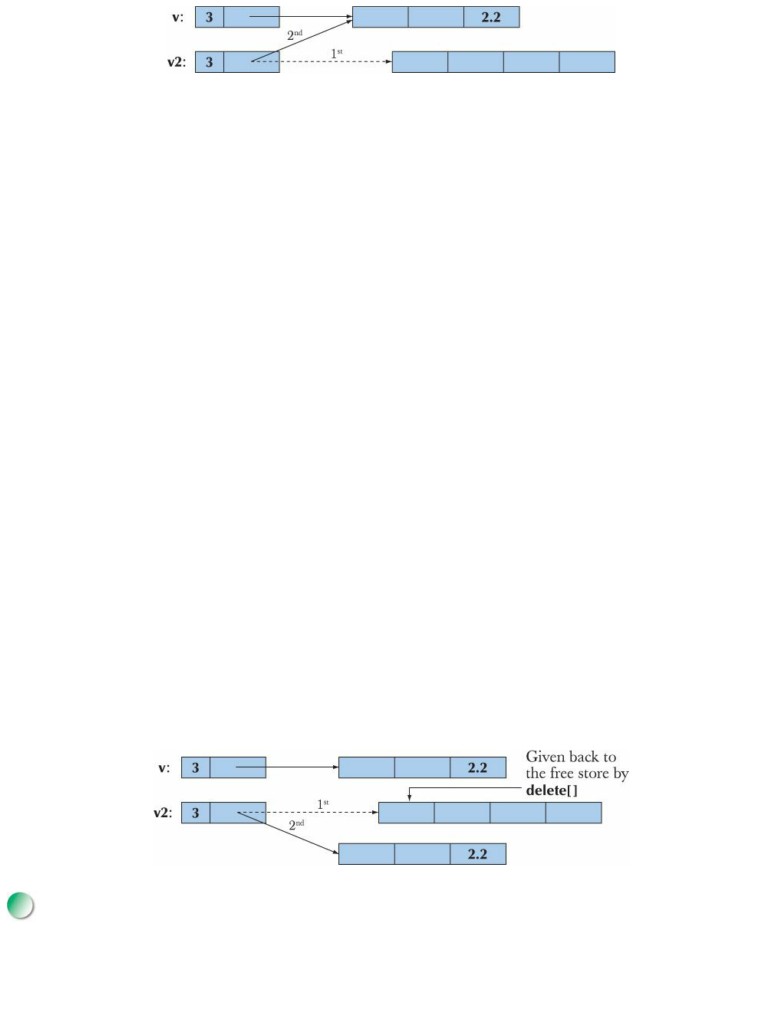 v: 3 2.2
2nd
v2: 3 1st
Given back to
v: 3 2.2 the free store by
delete[]
v2: 3 1st
2nd
2.2